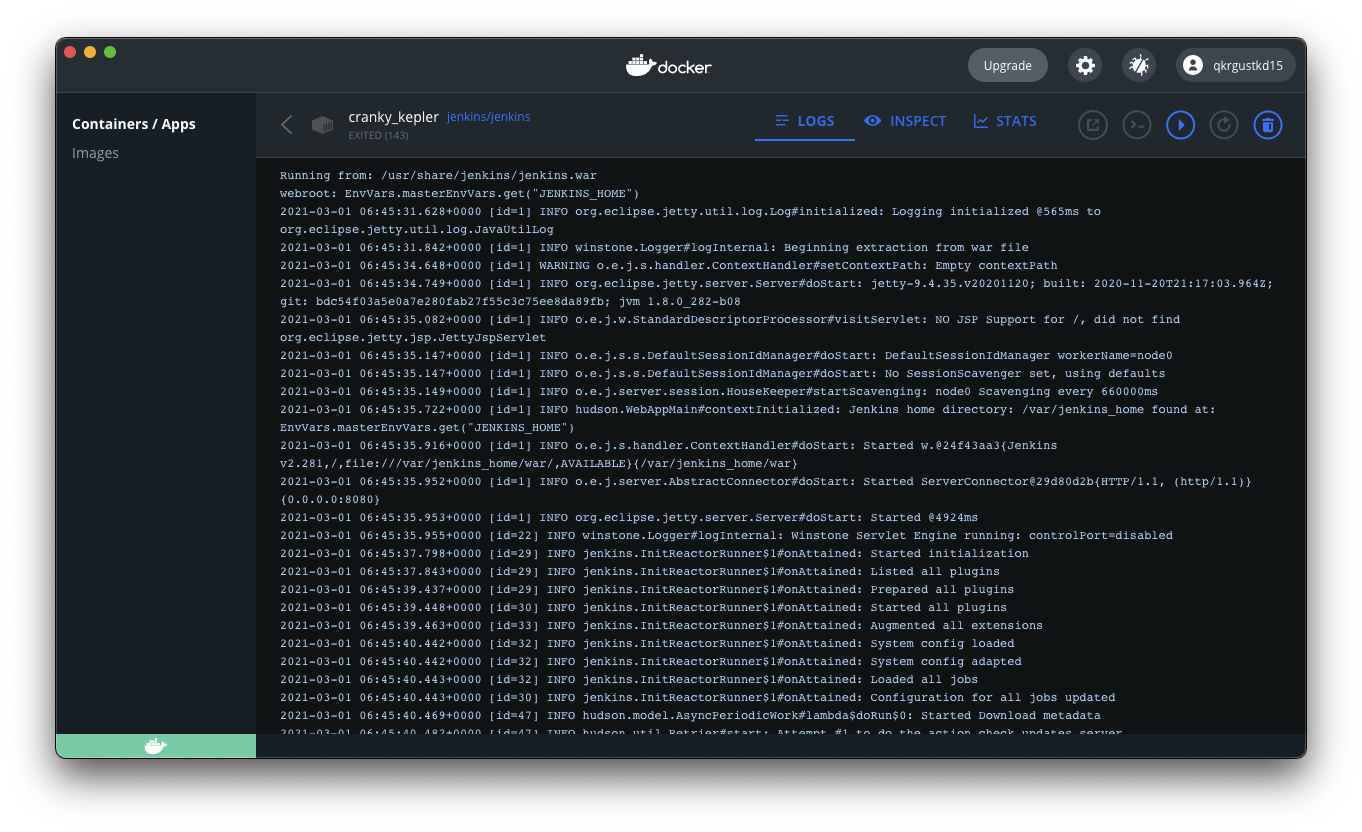 docker
Upgrade
qkrgustkd15
Containers / Apps
Images
cranky_kepler jenkins/jenkins
EXITED (143)
LOGS
INSPECT
STATS
Running from: /usr/share/jenkins/jenkins.war
webroot: EnvVars.masterEnvVars.get("JENKINS_HOME")
2021-03-01 06:45:31.628+0000 [id=1] INFO org.eclipse.jetty.util.log.Log#initialized: Logging initialized @565ms to
org.eclipse.jetty.util.log.JavaUtilLog
2021-03-01 06:45:31.842+0000 [id=1] INFO winstone.Logger#logInternal: Beginning extraction from war file
2021-03-01 06:45:34.648+0000 [id=1] WARNING o.e.j.s.handler.ContextHandler#setContextPath: Empty contextPath
2021-03-01 06:45:34.749+0000 [id=1] INFO org.eclipse.jetty.server.Server#doStart: jetty-9.4.35.v20201120; built: 2020-11-20T21:17:03.964Z;
git: bdc54f03a5e0a7e280fab27f55c3c75ee8da89fb; jvm 1.8.0_282-b08
2021-03-01 06:45:35.082+0000 [id=1] INFO o.e.j.w.StandardDescriptorProcessor#visitServlet: NO JSP Support for /, did not find
org.eclipse.jetty.jsp.JettyJspServlet
2021-03-01 06:45:35.147+0000 [id=1] INFO o.e.j.s.s.DefaultSessionIdManager#doStart: DefaultSessionIdManager workerName=node0
2021-03-01 06:45:35.147+0000 [id=1] INFO o.e.j.s.s.DefaultSessionIdManager#doStart: No SessionScavenger set, using defaults
2021-03-01 06:45:35.149+0000 [id=1] INFO o.e.j.server.session.HouseKeeper#startScavenging: node0 Scavenging every 660000ms
2021-03-01 06:45:35.722+0000 [id=1] INFO hudson.WebAppMain#contextInitialized: Jenkins home directory: /var/jenkins_home found at:
EnvVars.masterEnvVars.get("JENKINS_HOME")
2021-03-01 06:45:35.916+0000 [id=1] INFO o.e.j.s.handler.ContextHandler#doStart: Started w.@24f43aa3{Jenkins
v2.281,/,file:///var/jenkins_home/war/,AVAILABLE}{/var/jenkins_home/war}
2021-03-01 06:45:35.952+0000 [id=1] INFO o.e.j.server.AbstractConnector#doStart: Started ServerConnector@29d80d2b{HTTP/1.1, (http/1.1)}
{0.0.0.0:8080}
2021-03-01 06:45:35.953+0000 [id=1] INFO org.eclipse.jetty.server.Server#doStart: Started @4924ms
2021-03-01 06:45:35.955+0000 [id=22] INFO winstone.Logger#logInternal: Winstone Servlet Engine running: controlPort=disabled
2021-03-01 06:45:37.798+0000 [id=29] INFO jenkins.InitReactorRunner$1#onAttained: Started initialization
2021-03-01 06:45:37.843+0000 [id=29] INFO jenkins.InitReactorRunner$1#onAttained: Listed all plugins
2021-03-01 06:45:39.437+0000 [id=29] INFO jenkins.InitReactorRunner$1#onAttained: Prepared all plugins
2021-03-01 06:45:39.448+0000 [id=30] INFO jenkins.InitReactorRunner$1#onAttained: Started all plugins
2021-03-01 06:45:39.463+0000 [id=33] INFO jenkins.InitReactorRunner$1#onAttained: Augmented all extensions
2021-03-01 06:45:40.442+0000 [id=32] INFO jenkins.InitReactorRunner$1#onAttained: System config loaded
2021-03-01 06:45:40.442+0000 [id=32] INFO jenkins.InitReactorRunner$1#onAttained: System config adapted
2021-03-01 06:45:40.443+0000 [id=32] INFO jenkins.InitReactorRunner$1#onAttained: Loaded all jobs
2021-03-01 06:45:40.443+0000 [id=30] INFO jenkins.InitReactorRunner$1#onAttained: Configuration for all jobs updated
2021-03-01 06:45:40.469+0000 [id=47] INFO hudson.model.AsyncPeriodicWork#lambda$doRun$0: Started Download metadata
2021-03-01 06:45:40.482+0000 [id=47] INFO hudson.util.Retrier#start: Attempt #1 to do the action check updates server